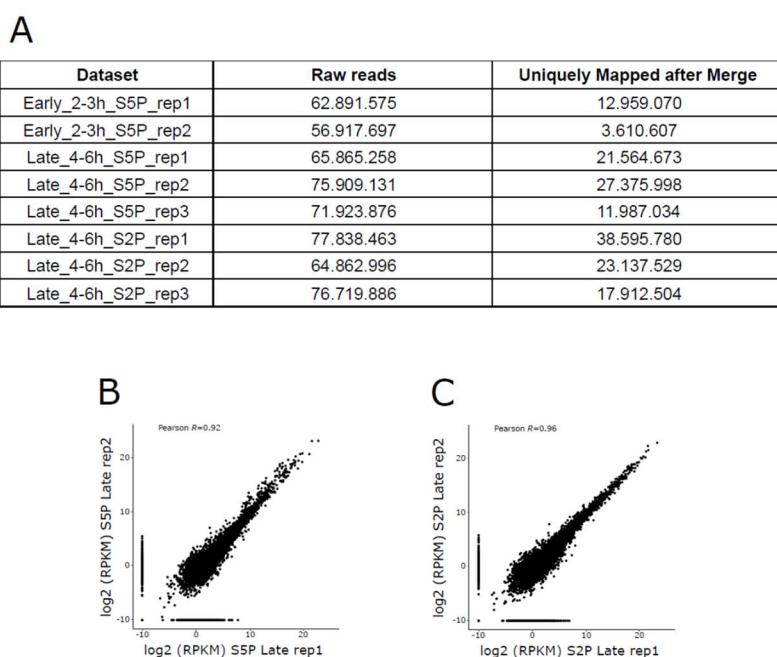 A
Dataset Raw reads Uniquely Mapped after Merge
Early_2-3h_S5P_rep1 62.891.575 12.959.070
Early_2-3h_S5P_rep2 56.917.697 3.610.607
Late_4-6h_S5P_rep1 65.865.258 21.564.673
Late_4-6h_S5P_rep2 75.909.131 27.375.998
Late_4-6h_S5P_rep3 71.923.876 11.987.034
Late_4-6h_S2P_rep1 77.838.463 38.595.780
Late_4-6h_S2P_rep2 64.862.996 23.137.529
Late_4-6h_S2P_rep3 76.719.886 17.912.504
B
Pearson R=0.92
log2 (RPKM) S5P Late rep2
20
10
0
-10
-10 0 10 20
log2 (RPKM) S5P Late rep1
C
Pearson R=0.96
log2 (RPKM) S2P Late rep2
20
10
0
-10
-10 0 10 20
log2 (RPKM) S2P Late rep1